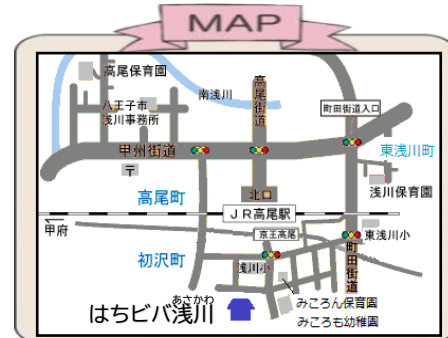 MAP
高尾保育園
南浅川
高尾街道
町田街道入口
八王子市
浅川事務所
甲州街道
東浅川町
〒
浅川保育園
高尾町
北口
JR高尾駅
甲府
京王高尾
東浅川小
初沢町
浅川小
町田街道
あさかわ
はちビバ浅川
みころん保育園
みころも幼稚園